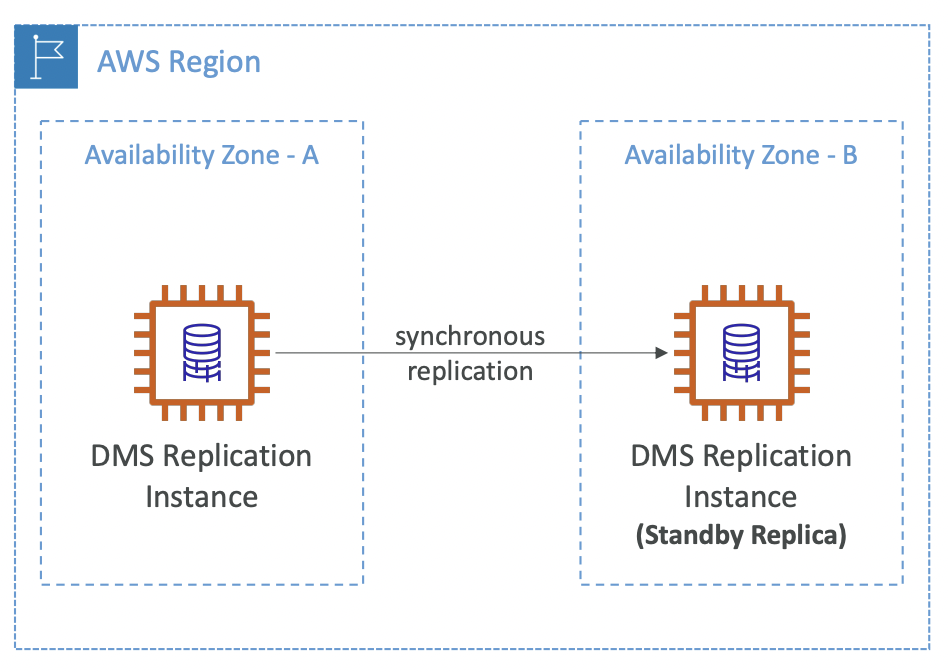 AWS Region
Availability Zone - A
Availability Zone - B
synchronous
replication
DMS Replication
Instance
DMS Replication
Instance
(Standby Replica)